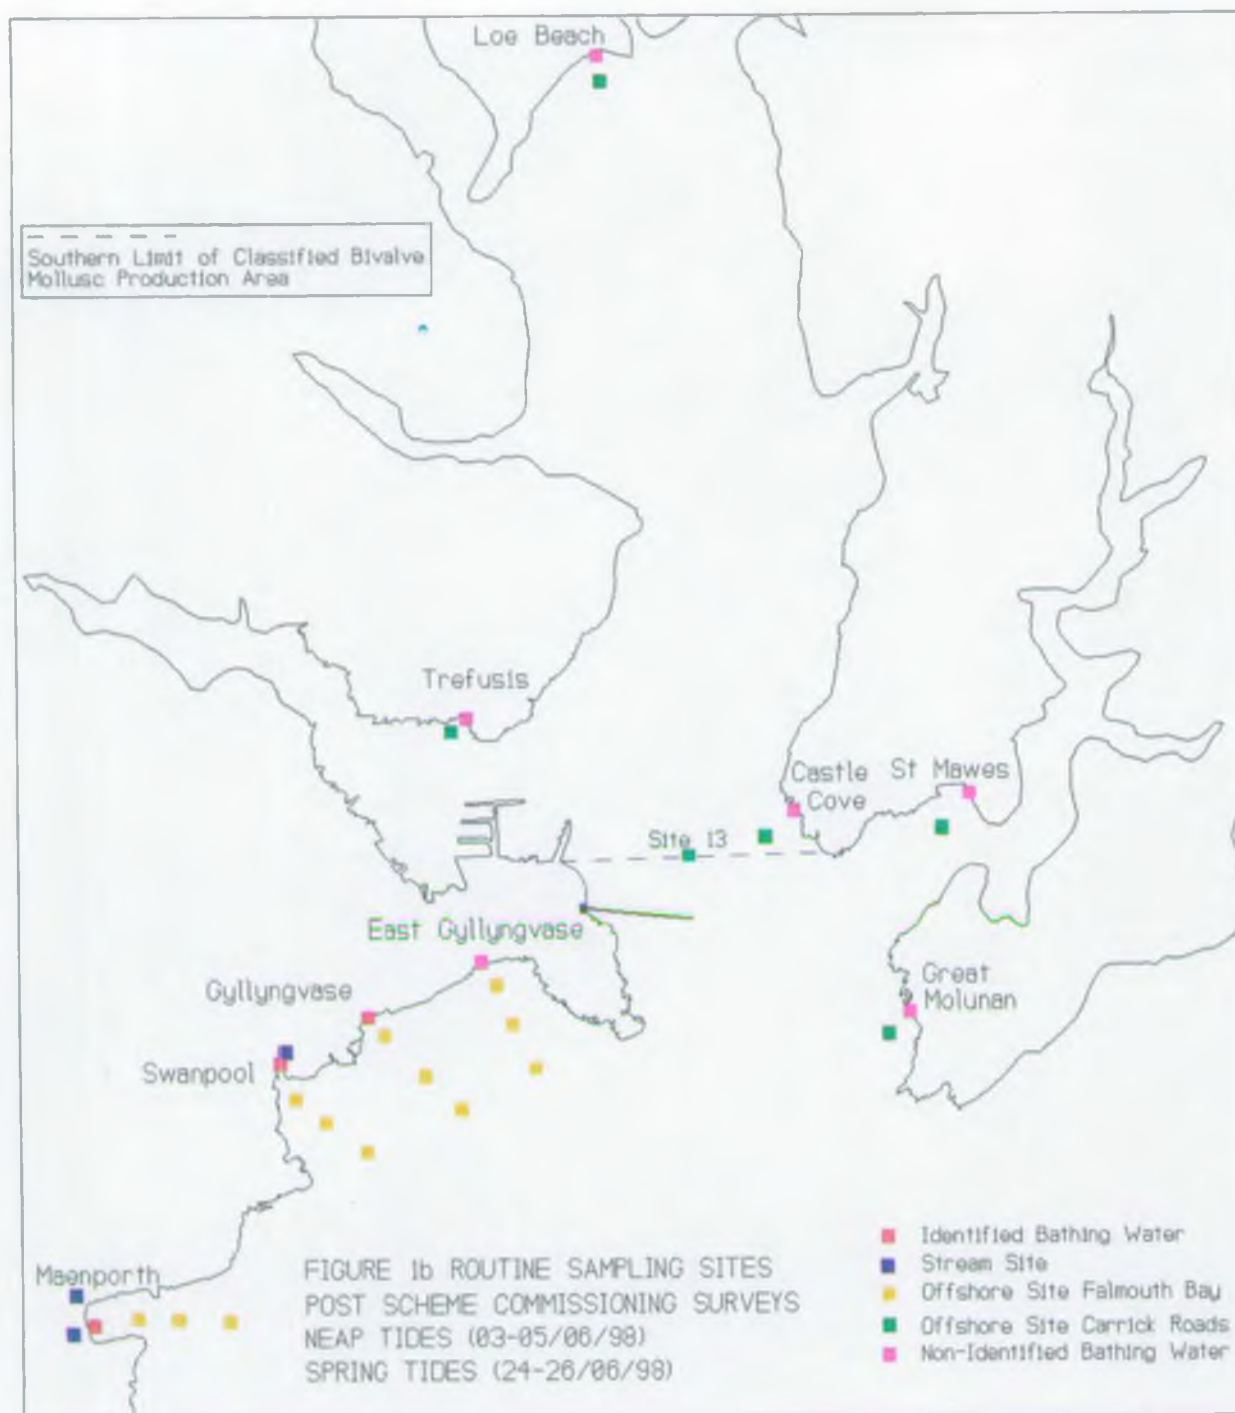 Loe Beach
Southern Limit of Classified Bivalve
Mollusc Production Area
Trefusis
Castle
Cove
St Mawes
Site 13
East Gyllyngvase
Great
Molunan
Gyllyngvase
Swanpool
Maenporth
FIGURE 1b ROUTINE SAMPLING SITES
POST SCHEME COMMISSIONING SURVEYS
NEAP TIDES (03-05/06/98)
SPRING TIDES (24-26/06/98)
Identified Bathing Water
Stream Site
Offshore Site Falmouth Bay
Offshore Site Carrick Roads
Non-Identified Bathing Water